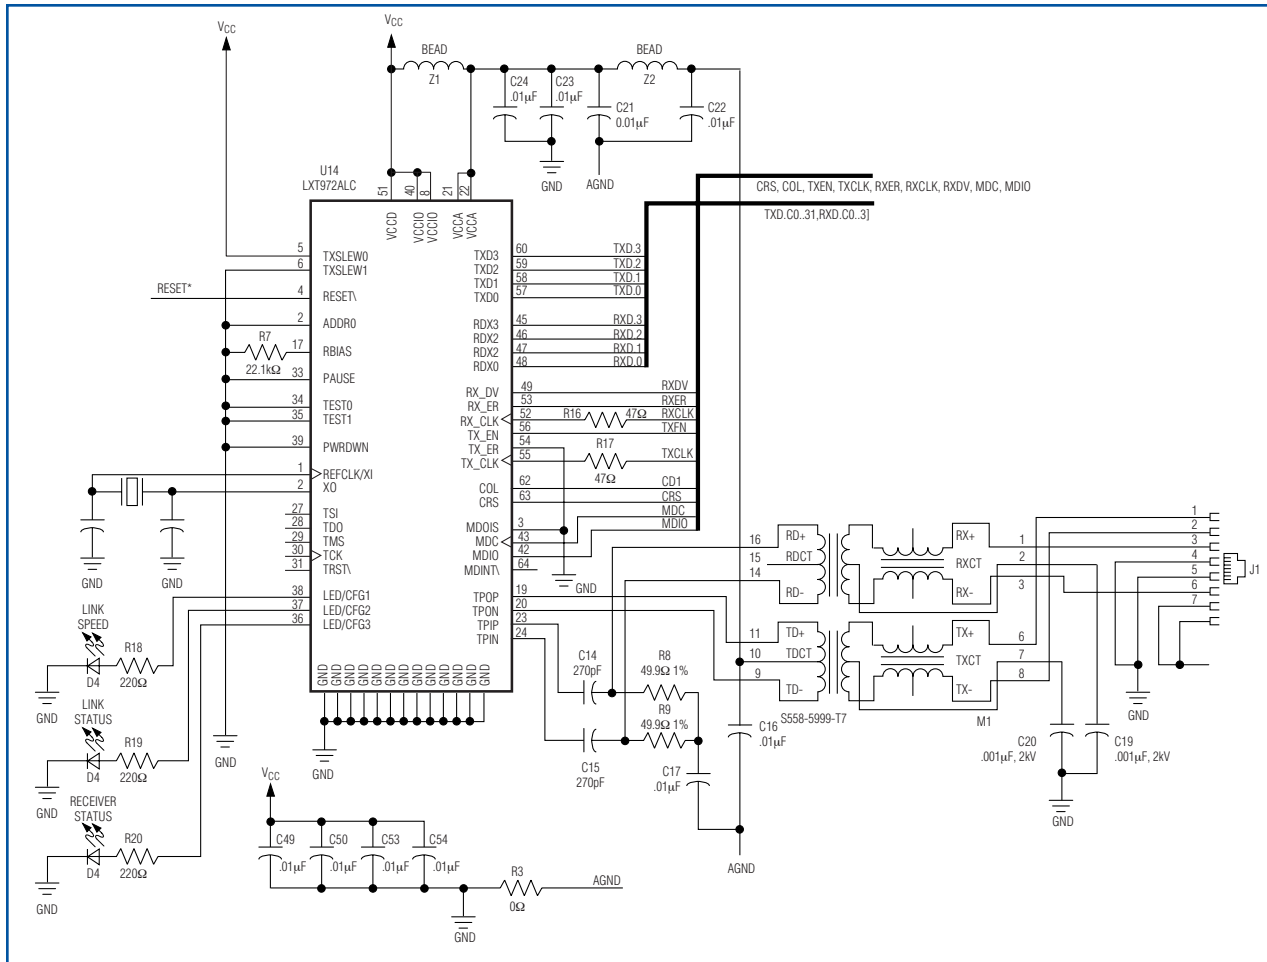 VCC
VCC
BEAD
Z1
BEAD
Z2
C24
.01µF
C23
.01µF
C21
0.01µF
C22
.01µF
GND
AGND
U14
LXT972ALC
51
40
8
21
22
VCCD
VCCIO
VCCIO
VCCA
VCCA
CRS, COL, TXEN, TXCLK, RXER, RXCLK, RXDV, MDC, MDIO
TXD.C0..31,RXD.C0..3]
5 TXSLEW0
6 TXSLEW1
RESET* 4 RESET\
2 ADDR0
R7
22.1kΩ
17 RBIAS
33 PAUSE
34 TEST0
35 TEST1
39 PWRDWN
1 REFCLK/XI
2 XO
27 TSI
28 TDO
29 TMS
30 TCK
31 TRST\
GND
GND
38 LED/CFG1
37 LED/CFG2
36 LED/CFG3
TXD3 60 TXD.3
TXD2 59 TXD.2
TXD1 58 TXD.1
TXD0 57 TXD.0
RDX3 45 RXD.3
RDX2 46 RXD.2
RDX2 47 RXD.1
RDX0 48 RXD.0
RX_DV 49 RXDV
RX_ER 53 RXER
RX_CLK 52 R16 47Ω RXCLK
TX_EN 56 TXFN
TX_ER 54
TX_CLK 55 R17 47Ω TXCLK
COL 62 CD1
CRS 63 CRS
MDC
MDIO
MDOIS 3
MDC 43
MDIO 42
MDINT\ 64
GND
TPOP 19
TPON 20
TPIP 23
TPIN 24
GND GND GND GND GND GND GND GND GND GND
GND
GND
LINK
SPEED
D4
R18
220Ω
GND
LINK
STATUS
D4
R19
220Ω
GND
RECEIVER
STATUS
D4
R20
220Ω
GND
VCC
C49
.01µF
C50
.01µF
C53
.01µF
C54
.01µF
GND
R3
0Ω
AGND
C14
270pF
C15
270pF
R8
49.9Ω 1%
R9
49.9Ω 1%
C17
.01µF
C16
.01µF
AGND
16 RD+
15 RDCT
14 RD-
RX+ 1
RXCT 2
RX- 3
11 TD+
10 TDCT
9 TD-
TX+ 6
TXCT 7
TX- 8
S558-5999-T7
M1
C20
.001µF, 2kV
C19
.001µF, 2kV
GND
1
2
3
4
5
6
7
J1
GND